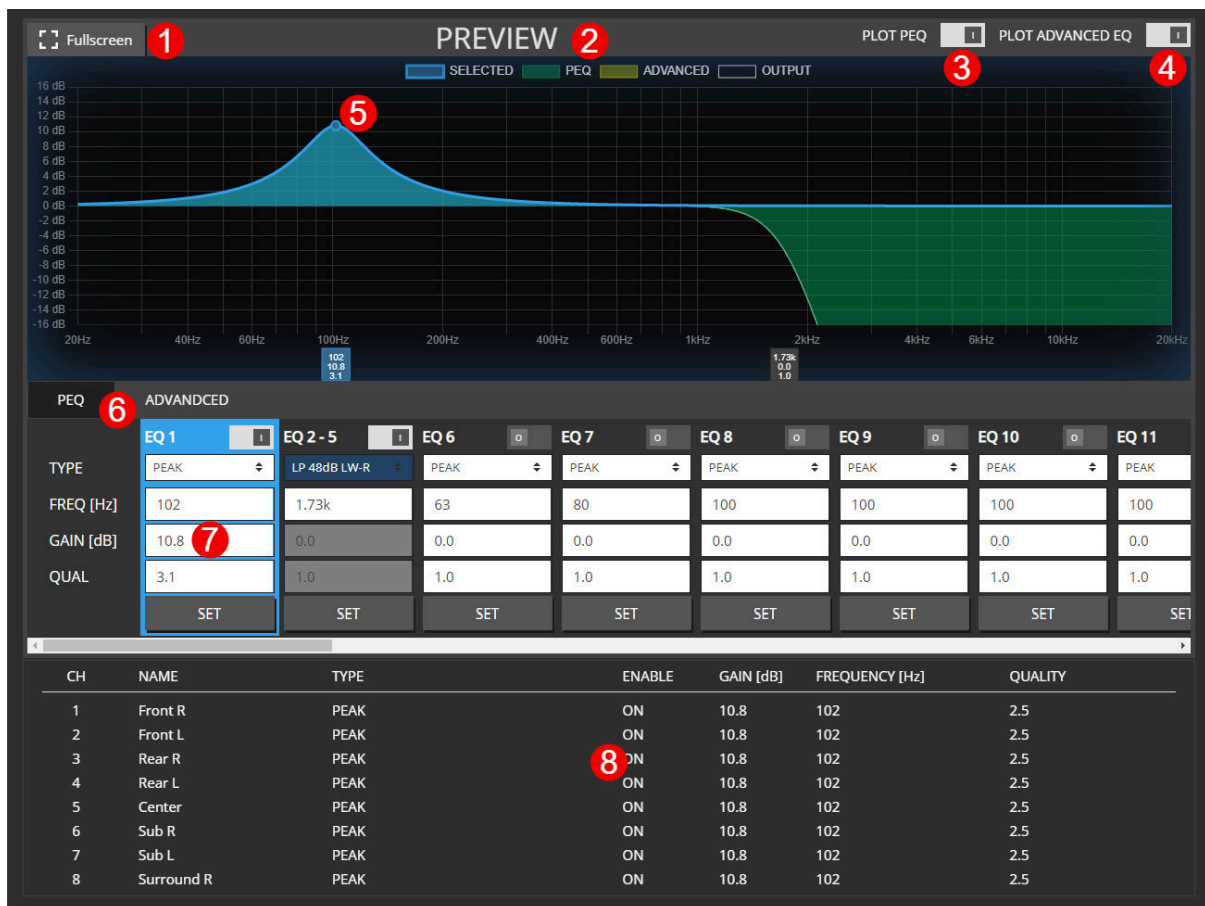 Fullscreen 1 PREVIEW 2 PLOT PEQ I PLOT ADVANCED EQ I
3 4
SELECTED PEQ ADVANCED OUTPUT
16 dB
14 dB
12 dB
10 dB
8 dB
6 dB
4 dB
2 dB
0 dB
-2 dB
-4 dB
-6 dB
-8 dB
-10 dB
-12 dB
-14 dB
-16 dB
5
20Hz 40Hz 60Hz 100Hz 200Hz 400Hz 600Hz 1kHz 2kHz 4kHz 6kHz 10kHz 20kHz
102 1.73k
10.8 0.0
3.1 1.0
PEQ 6 ADVANDCED
EQ 1 I EQ 2 - 5 I EQ 6 O EQ 7 O EQ 8 O EQ 9 O EQ 10 O EQ 11
TYPE PEAK LP 48dB LW-R PEAK PEAK PEAK PEAK PEAK PEAK
FREQ [Hz] 102 1.73k 63 80 100 100 100 100
GAIN [dB] 10.8 7 0.0 0.0 0.0 0.0 0.0 0.0 0.0
QUAL 3.1 1.0 1.0 1.0 1.0 1.0 1.0 1.0
SET SET SET SET SET SET SET SET
CH NAME TYPE ENABLE GAIN [dB] FREQUENCY [Hz] QUALITY
1 Front R PEAK ON 10.8 102 2.5
2 Front L PEAK ON 10.8 102 2.5
3 Rear R PEAK 8 ON 10.8 102 2.5
4 Rear L PEAK ON 10.8 102 2.5
5 Center PEAK ON 10.8 102 2.5
6 Sub R PEAK ON 10.8 102 2.5
7 Sub L PEAK ON 10.8 102 2.5
8 Surround R PEAK ON 10.8 102 2.5